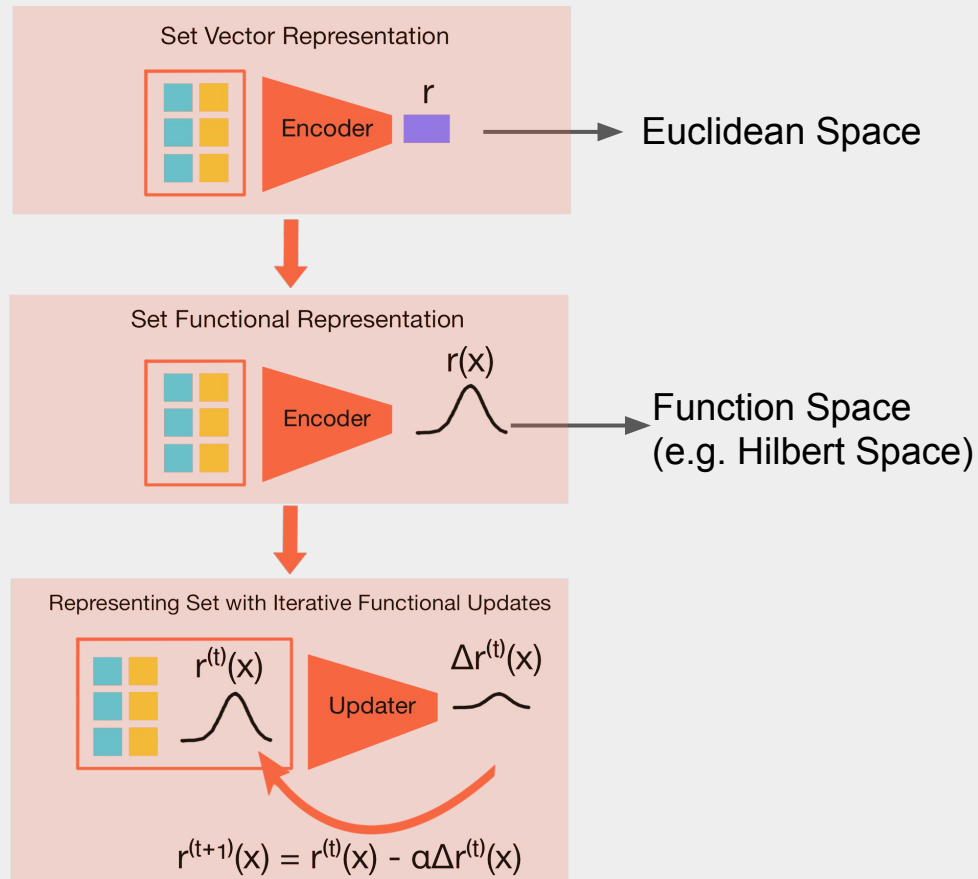 Set Vector Representation
r
Encoder
Euclidean Space
Set Functional Representation
r(x)
Encoder
Function Space
(e.g. Hilbert Space)
Representing Set with Iterative Functional Updates
r⁽ᵗ⁾(x)
Δr⁽ᵗ⁾(x)
Updater
r⁽ᵗ⁺¹⁾(x) = r⁽ᵗ⁾(x) - αΔr⁽ᵗ⁾(x)